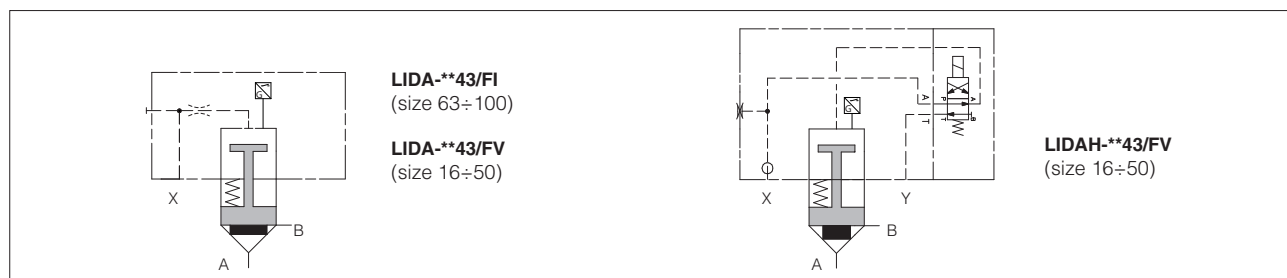 LIDA-**43/FI
(size 63÷100)
LIDA-**43/FV
(size 16÷50)
G
X
B
A
LIDAH-**43/FV
(size 16÷50)
A
P
A
T
T
B
G
X
Y
B
A